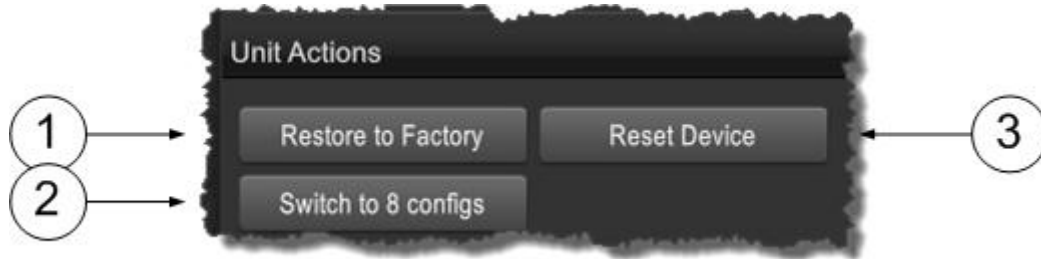 Unit Actions
1 Restore to Factory Reset Device 3
2 Switch to 8 configs